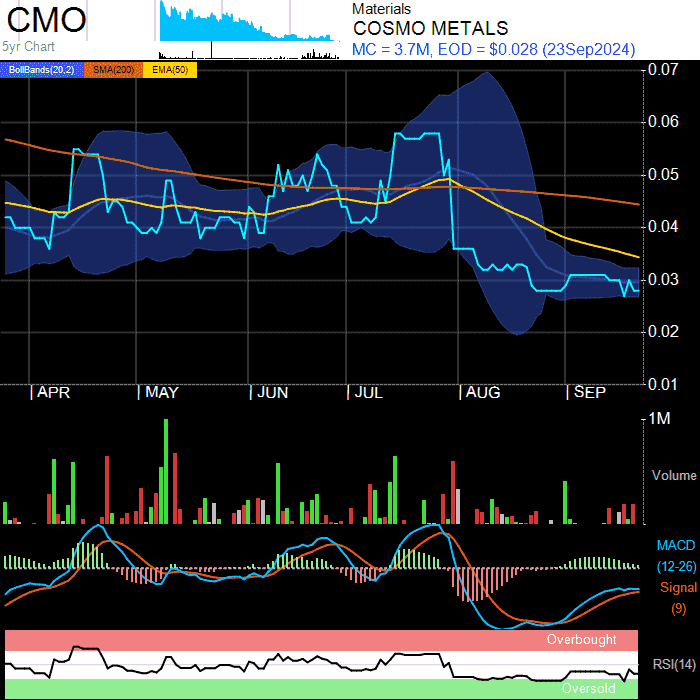 CMO
5yr Chart
Materials
COSMO METALS
MC = 3.7M, EOD = $0.028 (23Sep2024)
BollBands(20,2) SMA(200) EMA(50)
0.07
0.06
0.05
0.04
0.03
0.02
0.01
APR MAY JUN JUL AUG SEP
1M
Volume
MACD
(12-26)
Signal
(9)
Overbought
RSI(14)
Oversold